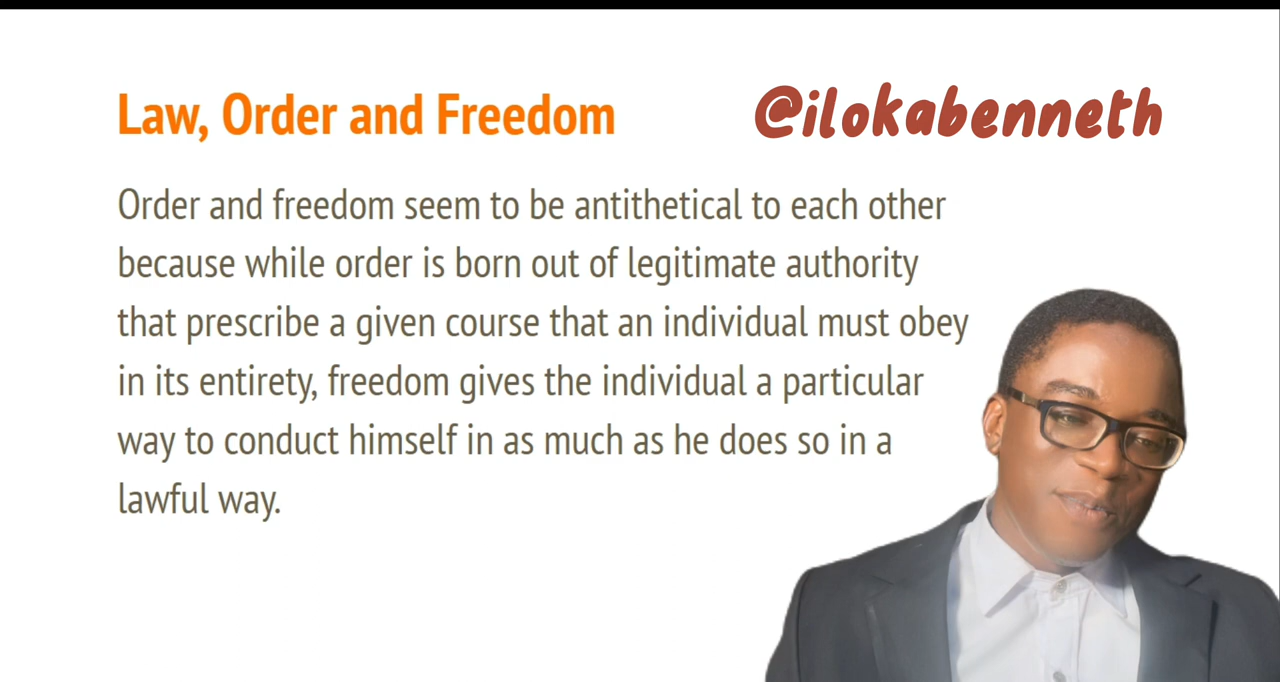 Law, Order and Freedom
@ilokabenneth
Order and freedom seem to be antithetical to each other
because while order is born out of legitimate authority
that prescribe a given course that an individual must obey
in its entirety, freedom gives the individual a particular
way to conduct himself in as much as he does so in a
lawful way.